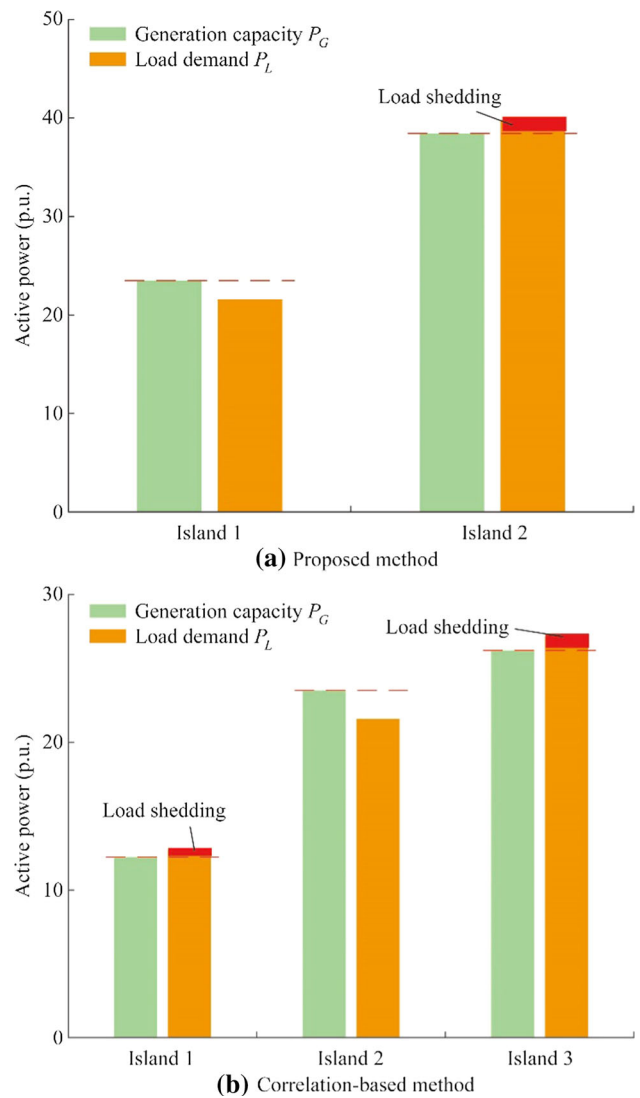 50
Generation capacity P_G
Load demand P_L
Load shedding
40
30
20
10
0
Active power (p.u.)
Island 1
Island 2
(a) Proposed method
30
Generation capacity P_G
Load demand P_L
Load shedding
20
Load shedding
10
0
Active power (p.u.)
Island 1
Island 2
Island 3
(b) Correlation-based method